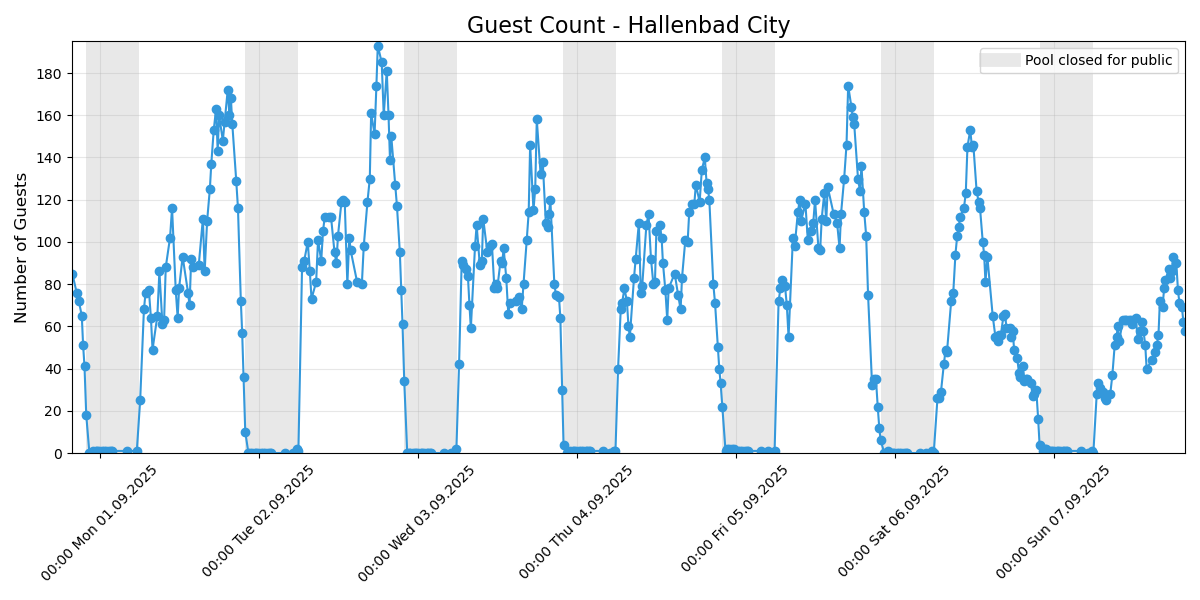 Guest Count - Hallenbad City
Pool closed for public
Number of Guests
180
160
140
120
100
80
60
40
20
0
00:00 Mon 01.09.2025
00:00 Tue 02.09.2025
00:00 Wed 03.09.2025
00:00 Thu 04.09.2025
00:00 Fri 05.09.2025
00:00 Sat 06.09.2025
00:00 Sun 07.09.2025